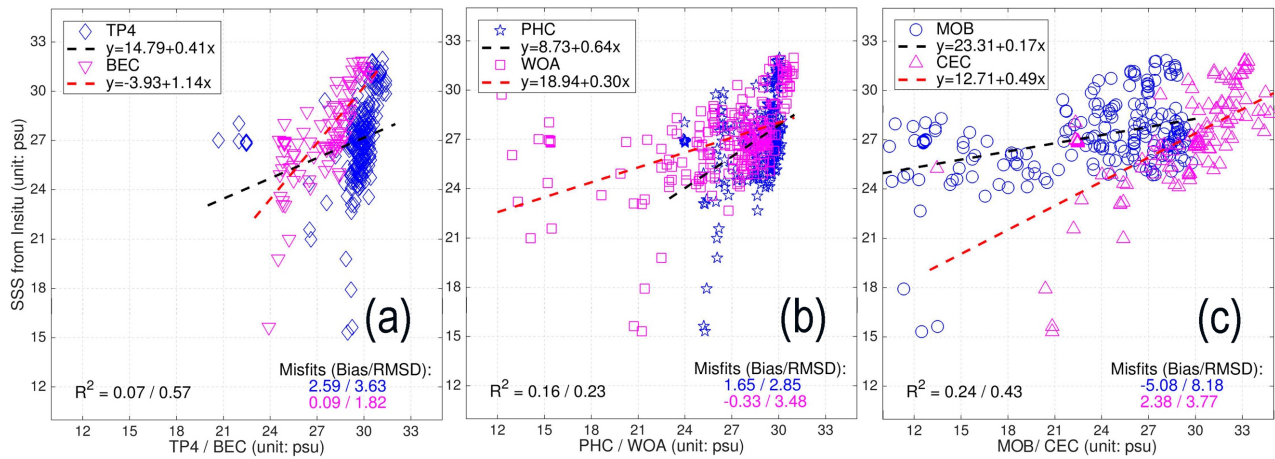 TP4
y=14.79+0.41x
BEC
y=-3.93+1.14x
33
30
27
24
21
18
15
12
SSS from Insitu (unit: psu)
(a)
Misfits (Bias/RMSD):
2.59 / 3.63
0.09 / 1.82
R² = 0.07 / 0.57
12 15 18 21 24 27 30 33
TP4 / BEC (unit: psu)
PHC
y=8.73+0.64x
WOA
y=18.94+0.30x
33
30
27
24
21
18
15
12
(b)
Misfits (Bias/RMSD):
1.65 / 2.85
-0.33 / 3.48
R² = 0.16 / 0.23
12 15 18 21 24 27 30 33
PHC / WOA (unit: psu)
MOB
y=23.31+0.17x
CEC
y=12.71+0.49x
33
30
27
24
21
18
15
12
(c)
Misfits (Bias/RMSD):
-5.08 / 8.18
2.38 / 3.77
R² = 0.24 / 0.43
12 15 18 21 24 27 30 33
MOB/ CEC (unit: psu)